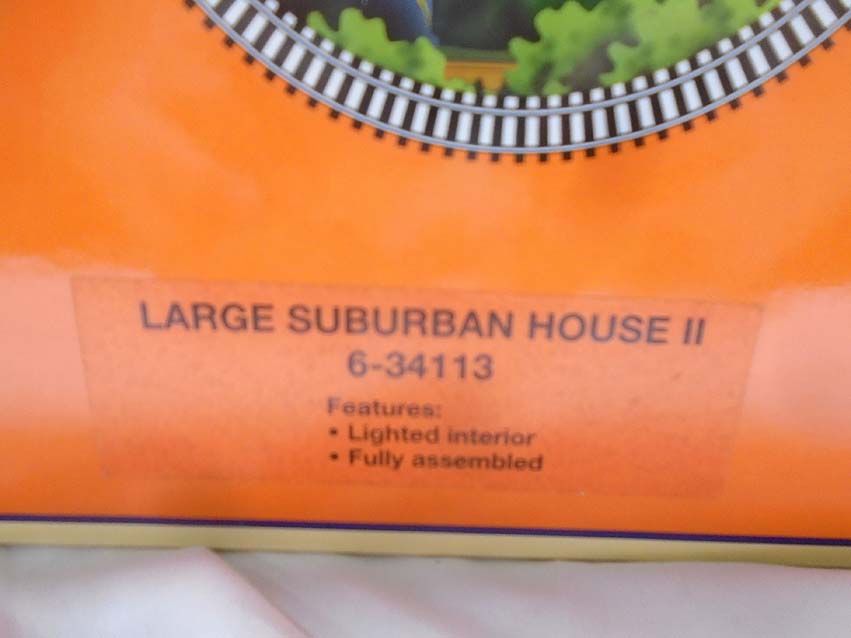 LARGE SUBURBAN HOUSE II
6-34113
Features:
• Lighted interior
• Fully assembled